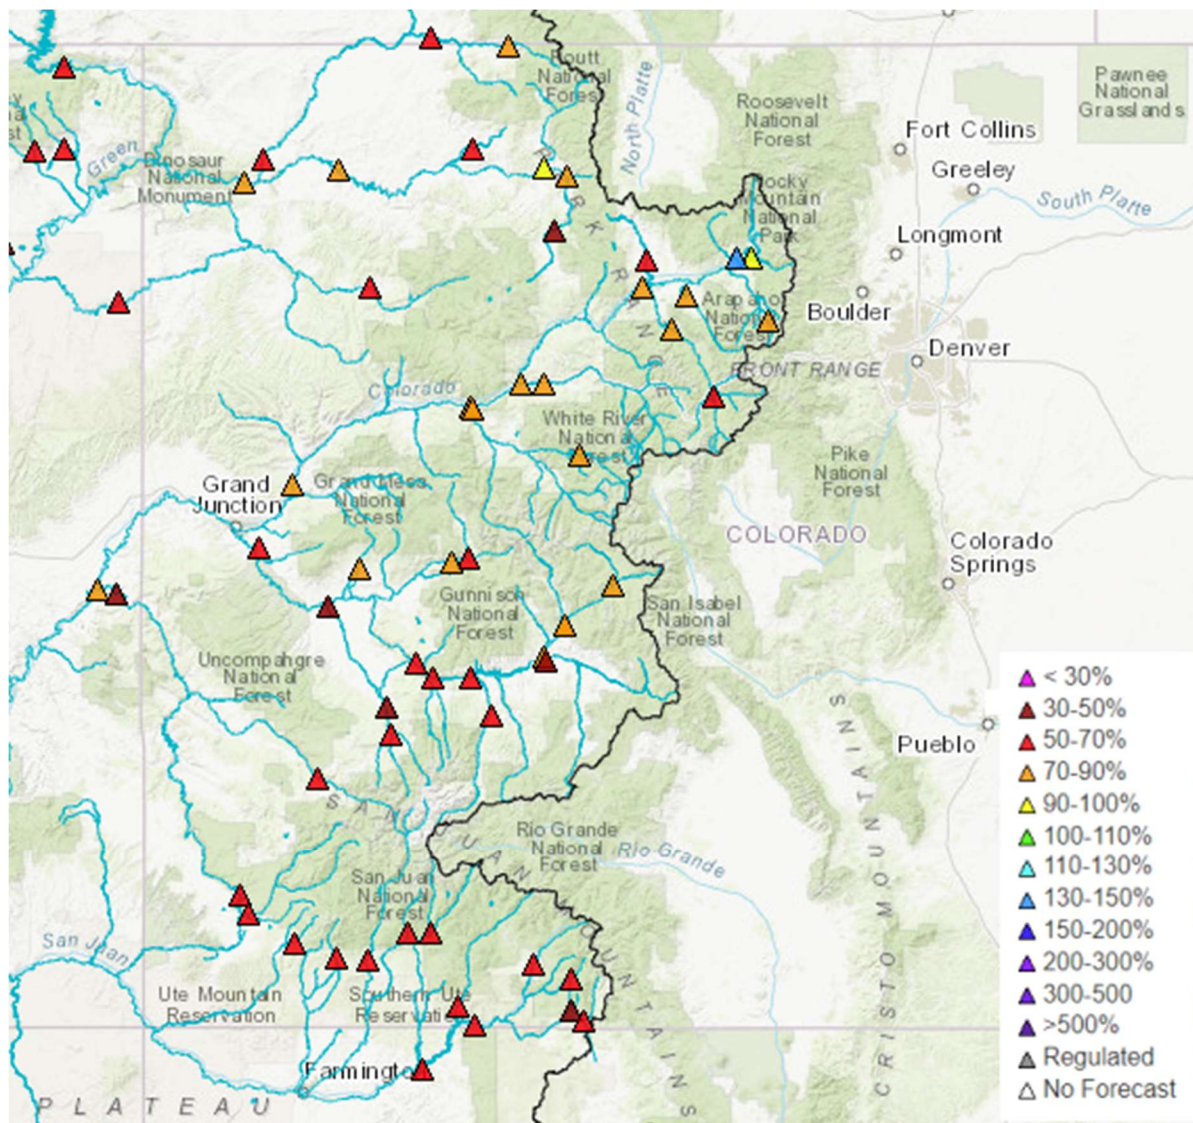 Routt
National
Forest
North Platte
Roosevelt
National
Forest
Pawnee
National
Grasslands
Fort Collins
Greeley
South Platte
Green
Dinosaur
National
Monument
Rocky
Mountain
National
Park
Longmont
PARK RANGE
Arapaho
National
Forest
Boulder
Denver
FRONT RANGE
Colorado
White River
National
Forest
Pike
National
Forest
Grand
Junction
Grand Mesa
National
Forest
COLORADO
Colorado
Springs
Gunnison
National
Forest
San Isabel
National
Forest
Uncompahgre
National
Forest
Pueblo
SAN JUAN MOUNTAINS
Rio Grande
National
Forest
Rio Grande
San Juan
National
Forest
San Juan
CRISTO MOUNTAINS
Ute Mountain
Reservation
Southern Ute
Reservati
Farmingto
PLATEAU
< 30%
30-50%
50-70%
70-90%
90-100%
100-110%
110-130%
130-150%
150-200%
200-300%
300-500
>500%
Regulated
No Forecast